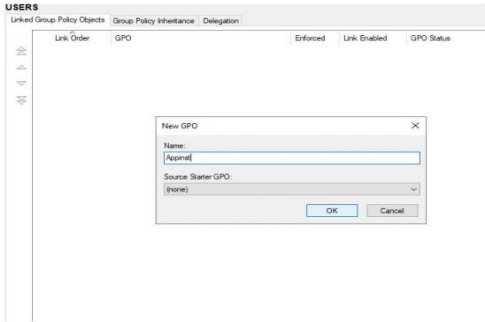 USERS
Linked Group Policy Objects Group Policy Inheritance Delegation
Link Order GPO Enforced Link Enabled GPO Status
New GPO
Name:
Appinst
Source Starter GPO:
(none)
OK Cancel